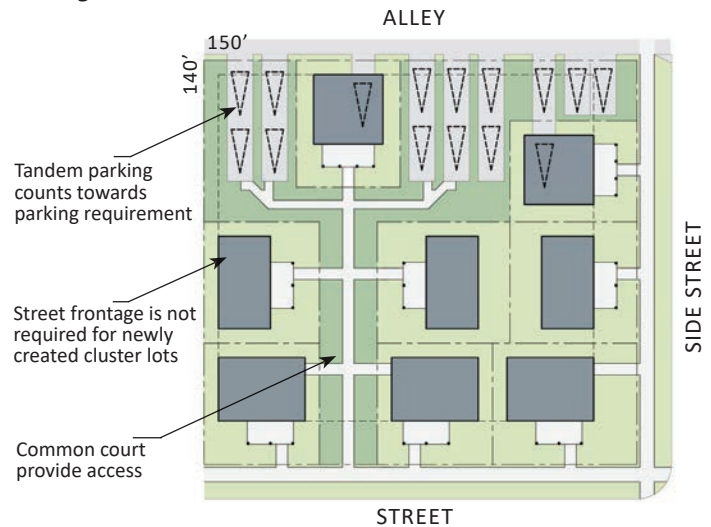 ALLEY
150’
140’
Tandem parking
counts towards
parking requirement
Street frontage is not
required for newly
created cluster lots
SIDE STREET
Common court
provide access
STREET